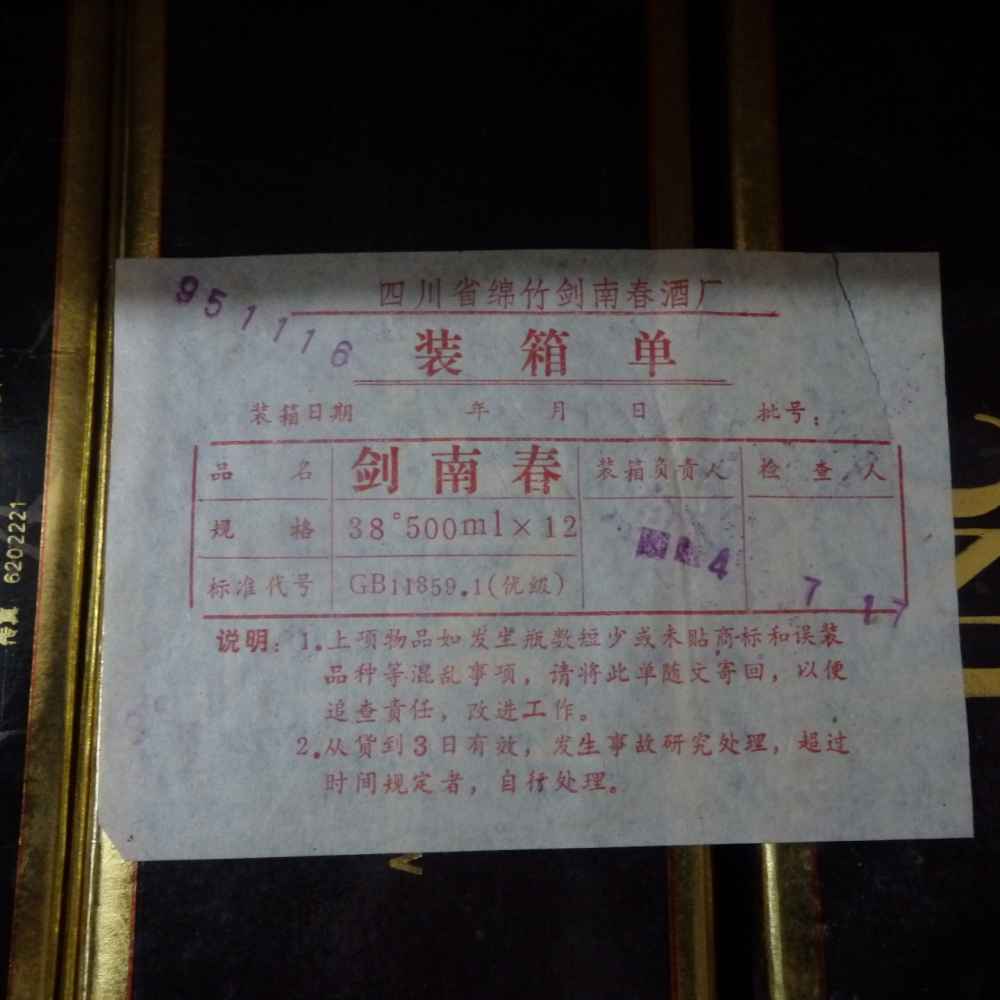 951116
四川省绵竹剑南春酒厂
装箱单
装箱日期 年 月 日 批号：
品名 剑南春 装箱负责人 检查人
规格 38°500ml×12
4
标准代号 GB11859.1(优级)
7 17
说明：1.上项物品如发生瓶数短少或未贴商标和误装
品种等混乱事项，请将此单随文寄回，以便
追查责任，改进工作。
2.从货到3日有效，发生事故研究处理，超过
时间规定者，自行处理。
传真 6202221